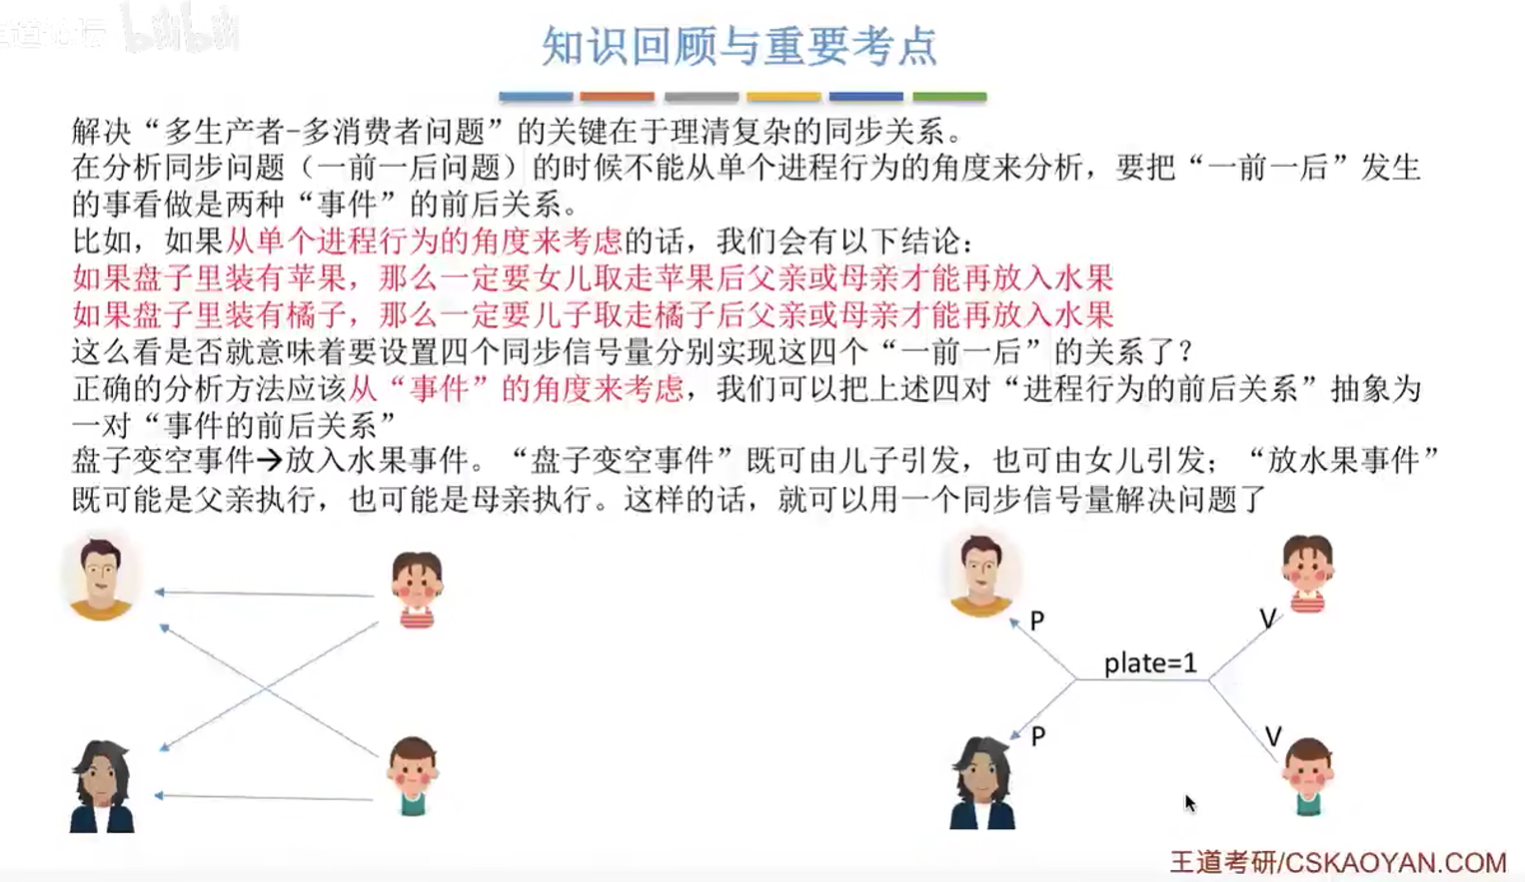 王道论坛 bilibili
知识回顾与重要考点
解决“多生产者-多消费者问题”的关键在于理清复杂的同步关系。
在分析同步问题（一前一后问题）的时候不能从单个进程行为的角度来分析，要把“一前一后”发生
的事看做是两种“事件”的前后关系。
比如，如果从单个进程行为的角度来考虑的话，我们会有以下结论：
如果盘子里装有苹果，那么一定要女儿取走苹果后父亲或母亲才能再放入水果
如果盘子里装有橘子，那么一定要儿子取走橘子后父亲或母亲才能再放入水果
这么看是否就意味着要设置四个同步信号量分别实现这四个“一前一后”的关系了？
正确的分析方法应该从“事件”的角度来考虑，我们可以把上述四对“进程行为的前后关系”抽象为
一对“事件的前后关系”
盘子变空事件→放入水果事件。“盘子变空事件”既可由儿子引发，也可由女儿引发；“放水果事件”
既可能是父亲执行，也可能是母亲执行。这样的话，就可以用一个同步信号量解决问题了
P
V
plate=1
P
V
王道考研/CSKAOYAN.COM